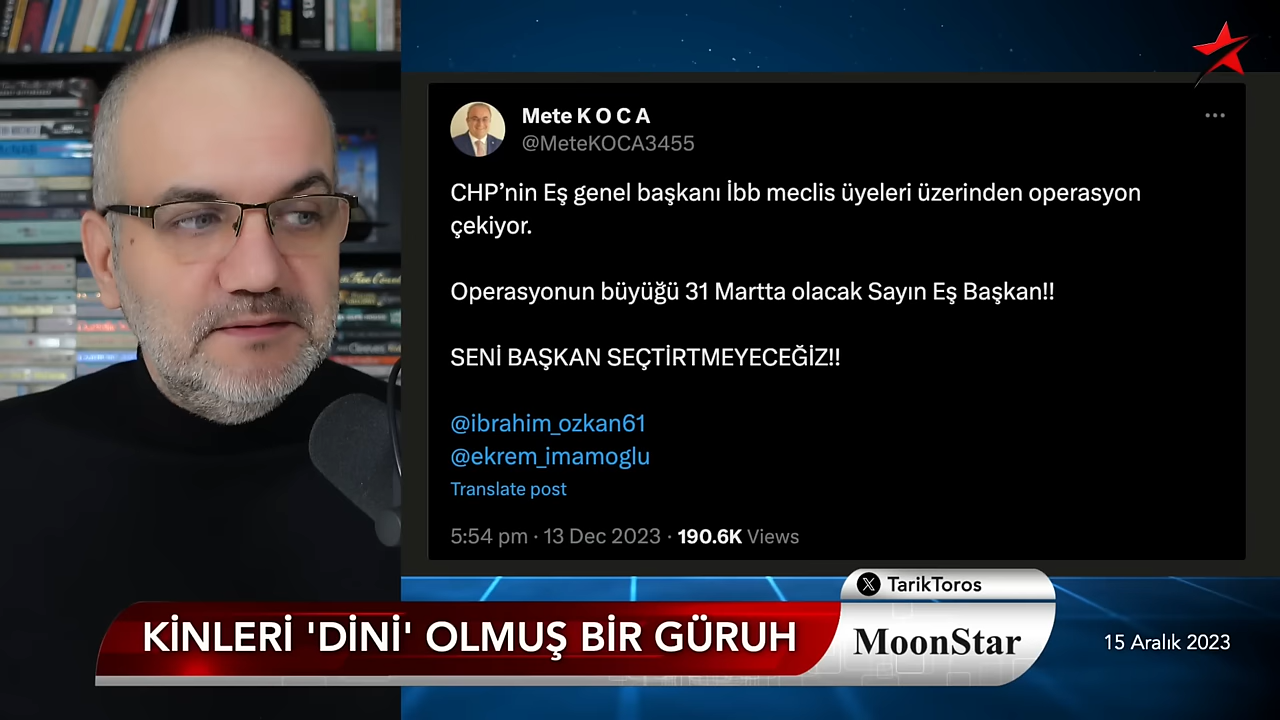 Mete K O C A
@MeteKOCA3455
CHP’nin Eş genel başkanı İbb meclis üyeleri üzerinden operasyon
çekiyor.
Operasyonun büyüğü 31 Martta olacak Sayın Eş Başkan!!
SENİ BAŞKAN SEÇTİRTMEYECEĞİZ!!
@ibrahim_ozkan61
@ekrem_imamoglu
Translate post
5:54 pm · 13 Dec 2023 · 190.6K Views
TarikToros
KİNLERİ 'DİNİ' OLMUŞ BİR GÜRUH
MoonStar
15 Aralık 2023